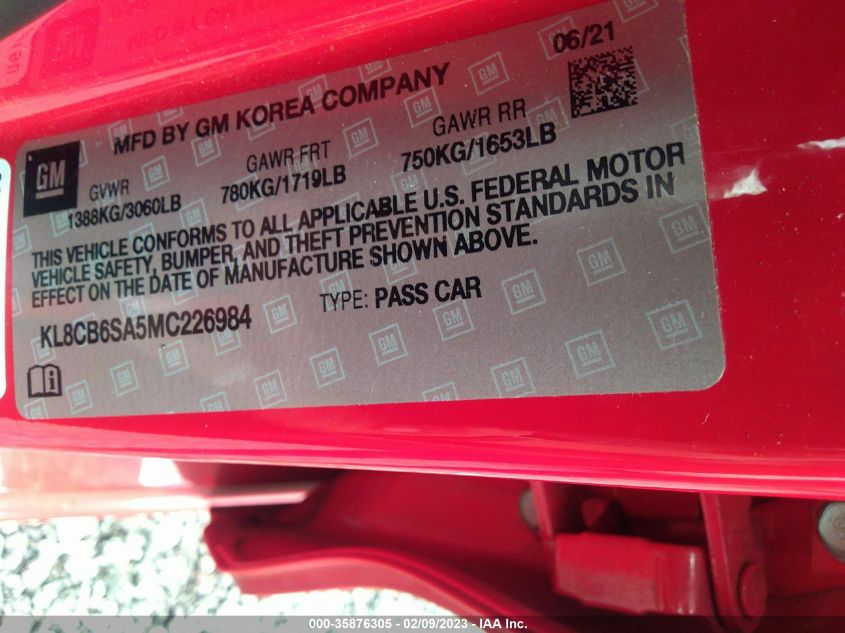 06/21
MFD BY GM KOREA COMPANY
GM
GVWR
1388KG/3060LB
GAWR FRT
780KG/1719LB
GAWR RR
750KG/1653LB
THIS VEHICLE CONFORMS TO ALL APPLICABLE U.S. FEDERAL MOTOR
VEHICLE SAFETY, BUMPER, AND THEFT PREVENTION STANDARDS IN
EFFECT ON THE DATE OF MANUFACTURE SHOWN ABOVE.
KL8CB6SA5MC226984
TYPE: PASS CAR
000-35876305 - 02/09/2023 - IAA Inc.